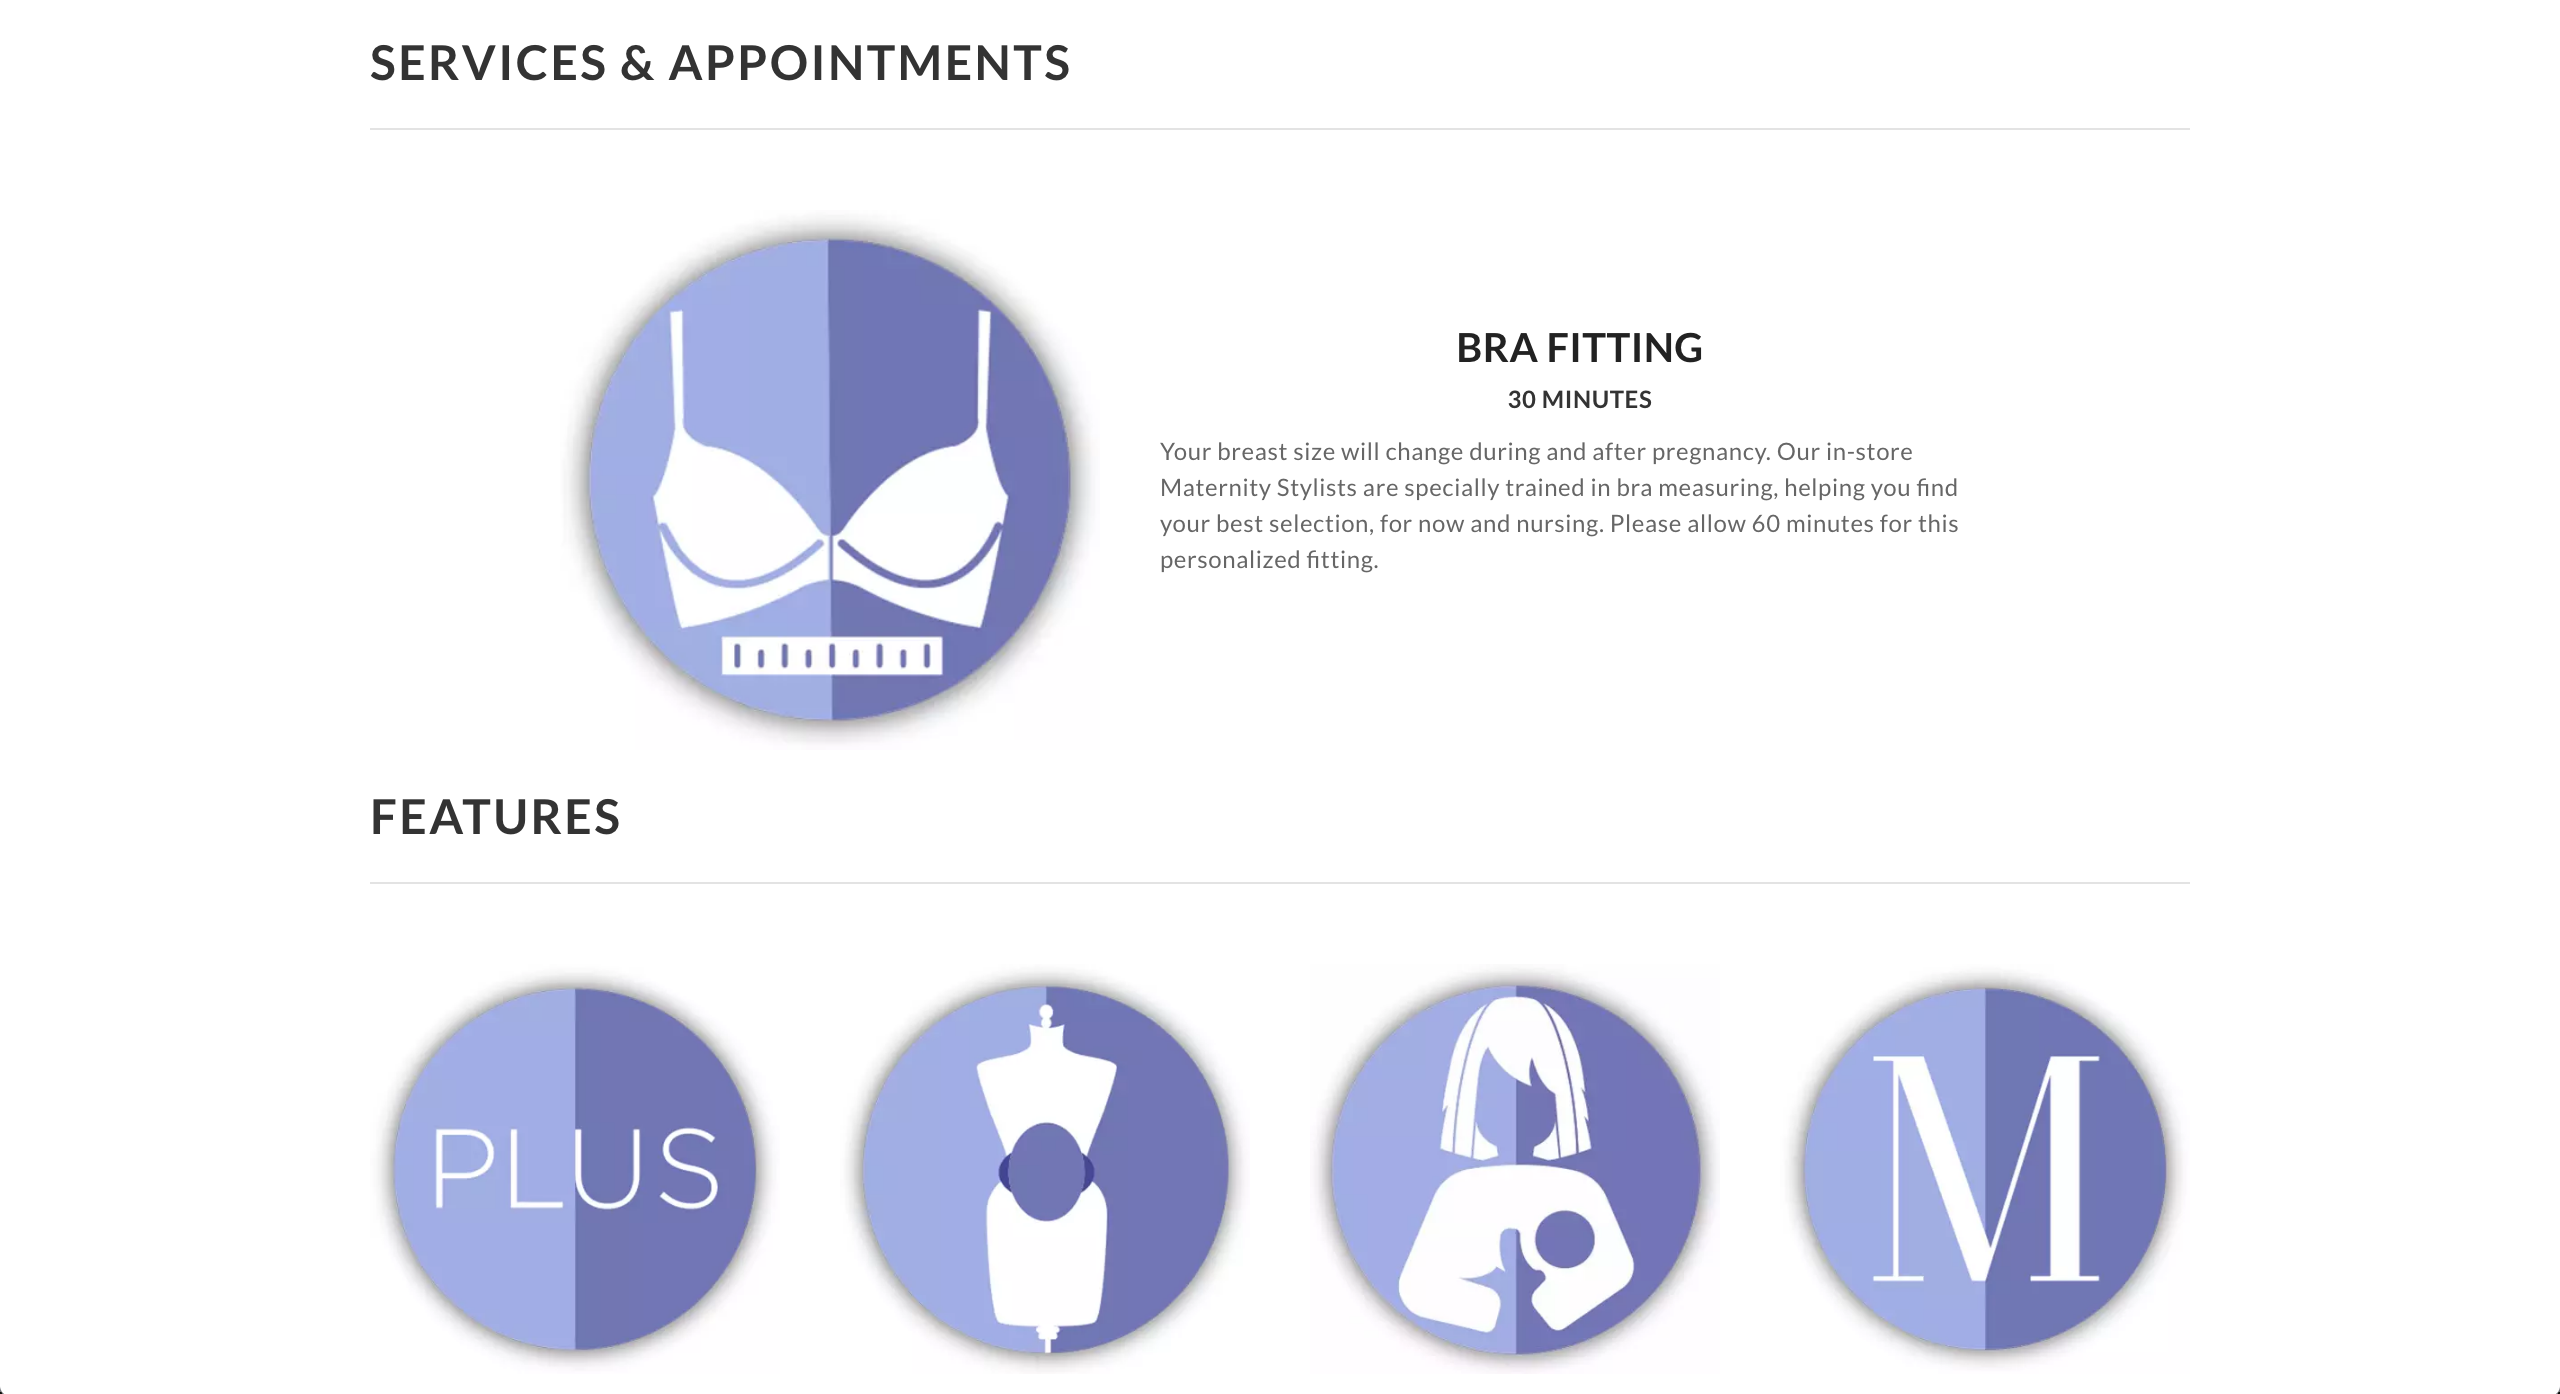 SERVICES & APPOINTMENTS
BRA FITTING
30 MINUTES
Your breast size will change during and after pregnancy. Our in-store
Maternity Stylists are specially trained in bra measuring, helping you find
your best selection, for now and nursing. Please allow 60 minutes for this
personalized fitting.
FEATURES
PLUS
M